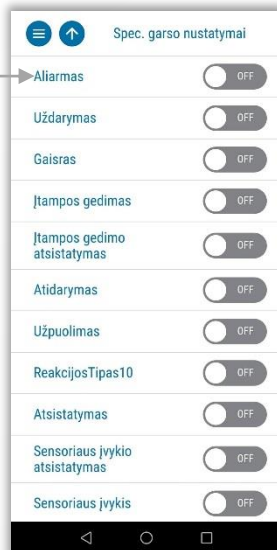 Spec. garso nustatymai
Aliarmas OFF
Uždarymas OFF
Gaisras OFF
Įtampos gedimas OFF
Įtampos gedimo
atsistatymas OFF
Atidarymas OFF
Užpuolimas OFF
ReakcijosTipas10 OFF
Atsistatymas OFF
Sensoriaus įvykio
atsistatymas OFF
Sensoriaus įvykis OFF